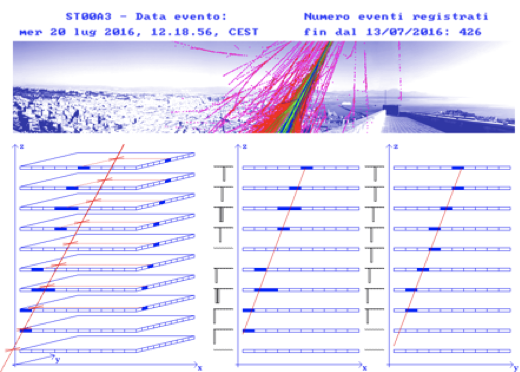 ST00A3 - Data evento:
mer 20 lug 2016, 12.18.56, CEST
Numero eventi registrati
fin dal 13/07/2016: 426
z
z
z
y
x
x
y